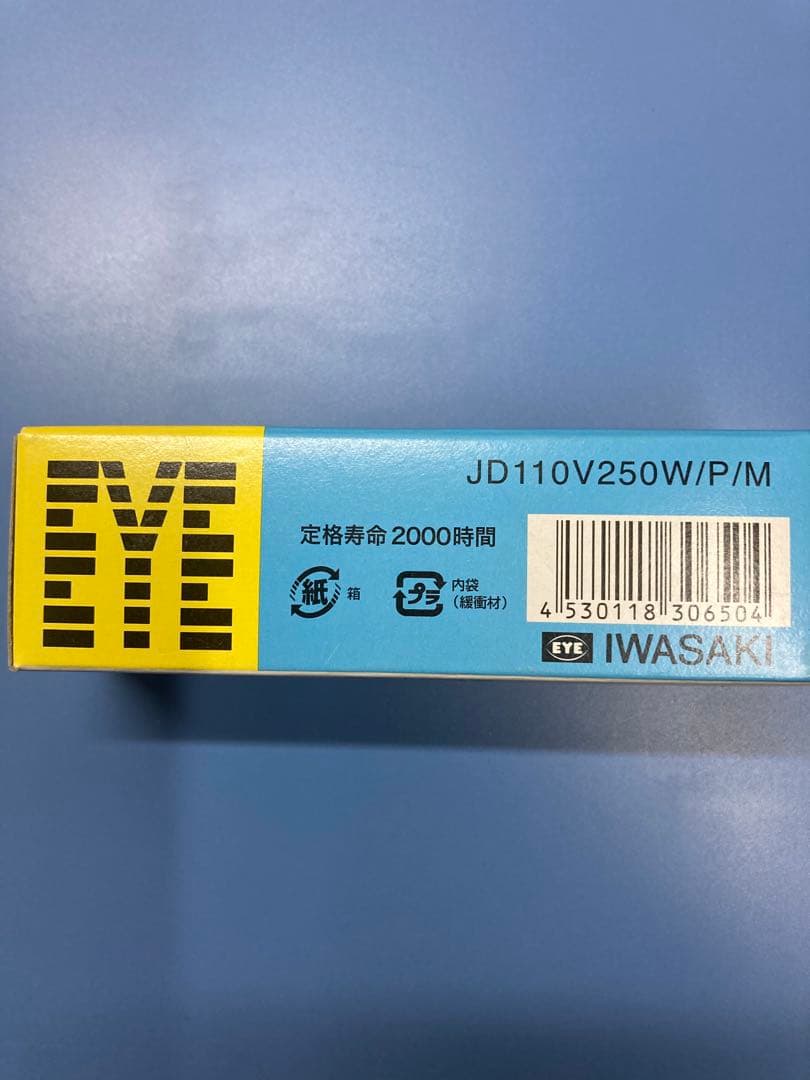 EYE
EYE
JD110V250W/P/M
定格寿命2000時間
紙 箱
プラ 内袋
(緩衝材)
4 530118 306504
EYE IWASAKI